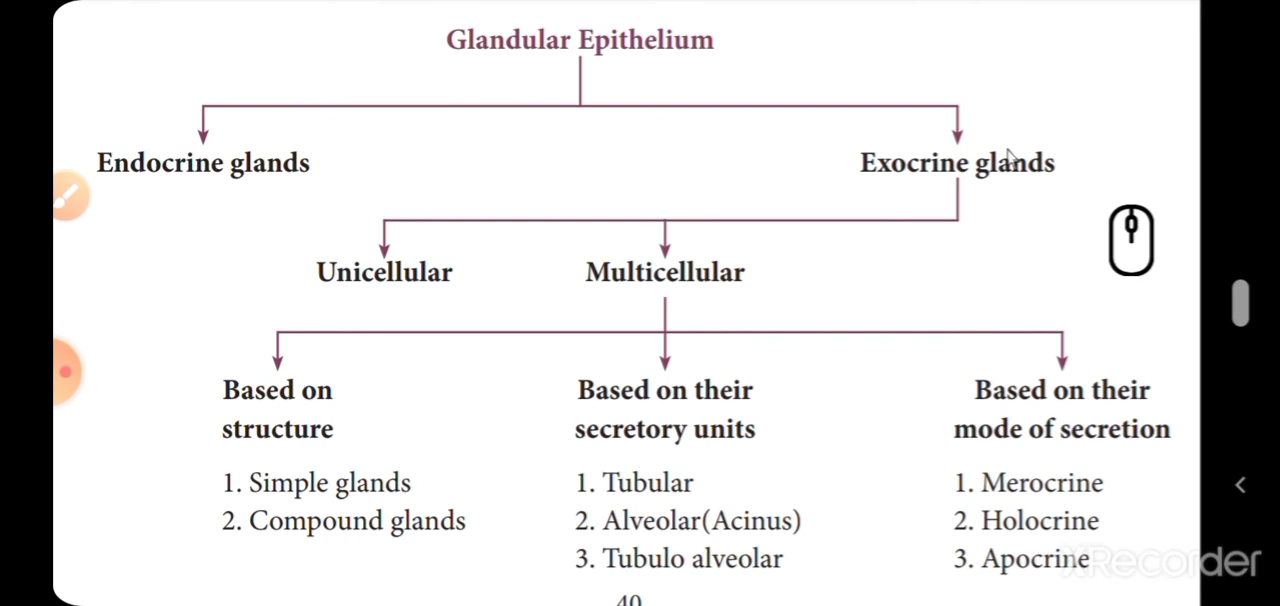 Glandular Epithelium
Endocrine glands
Exocrine glands
Unicellular
Multicellular
Based on
structure
1. Simple glands
2. Compound glands
Based on their
secretory units
1. Tubular
2. Alveolar(Acinus)
3. Tubulo alveolar
Based on their
mode of secretion
1. Merocrine
2. Holocrine
3. Apocrine
XRecorder
40